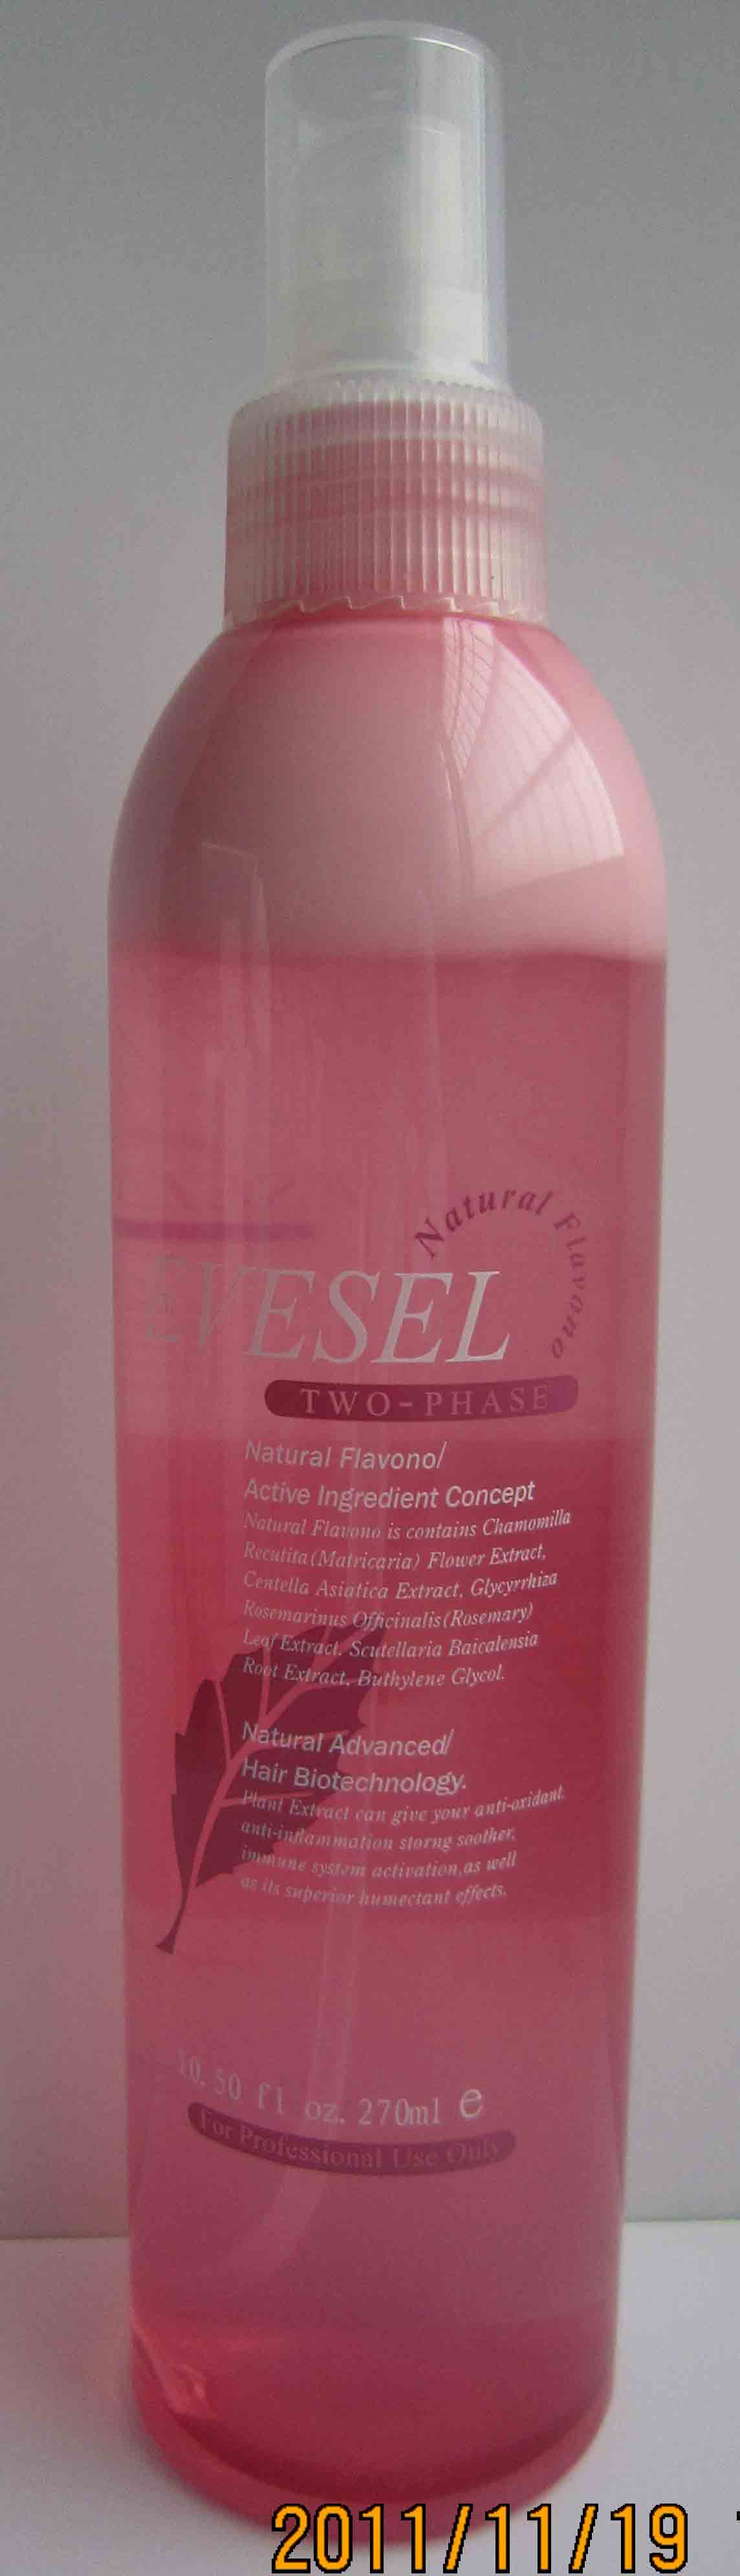 Natural Flavono
EVESEL
TWO-PHASE
Natural Flavono/
Active Ingredient Concept
Natural Flavono is contains Chamomilla
Recutita (Matricaria) Flower Extract,
Centella Asiatica Extract, Glycyrrhiza
Rosemarinus Officinalis (Rosemary)
Leaf Extract. Scutellaria Baicalensia
Root Extract, Buthylene Glycol.
Natural Advanced/
Hair Biotechnology.
Plant Extract can give your anti-oxidant,
anti-inflammation storng soother,
immune system activation,as well
as its superior humectant effects.
10.50 fl oz. 270ml e
For Professional Use Only
2011/11/19